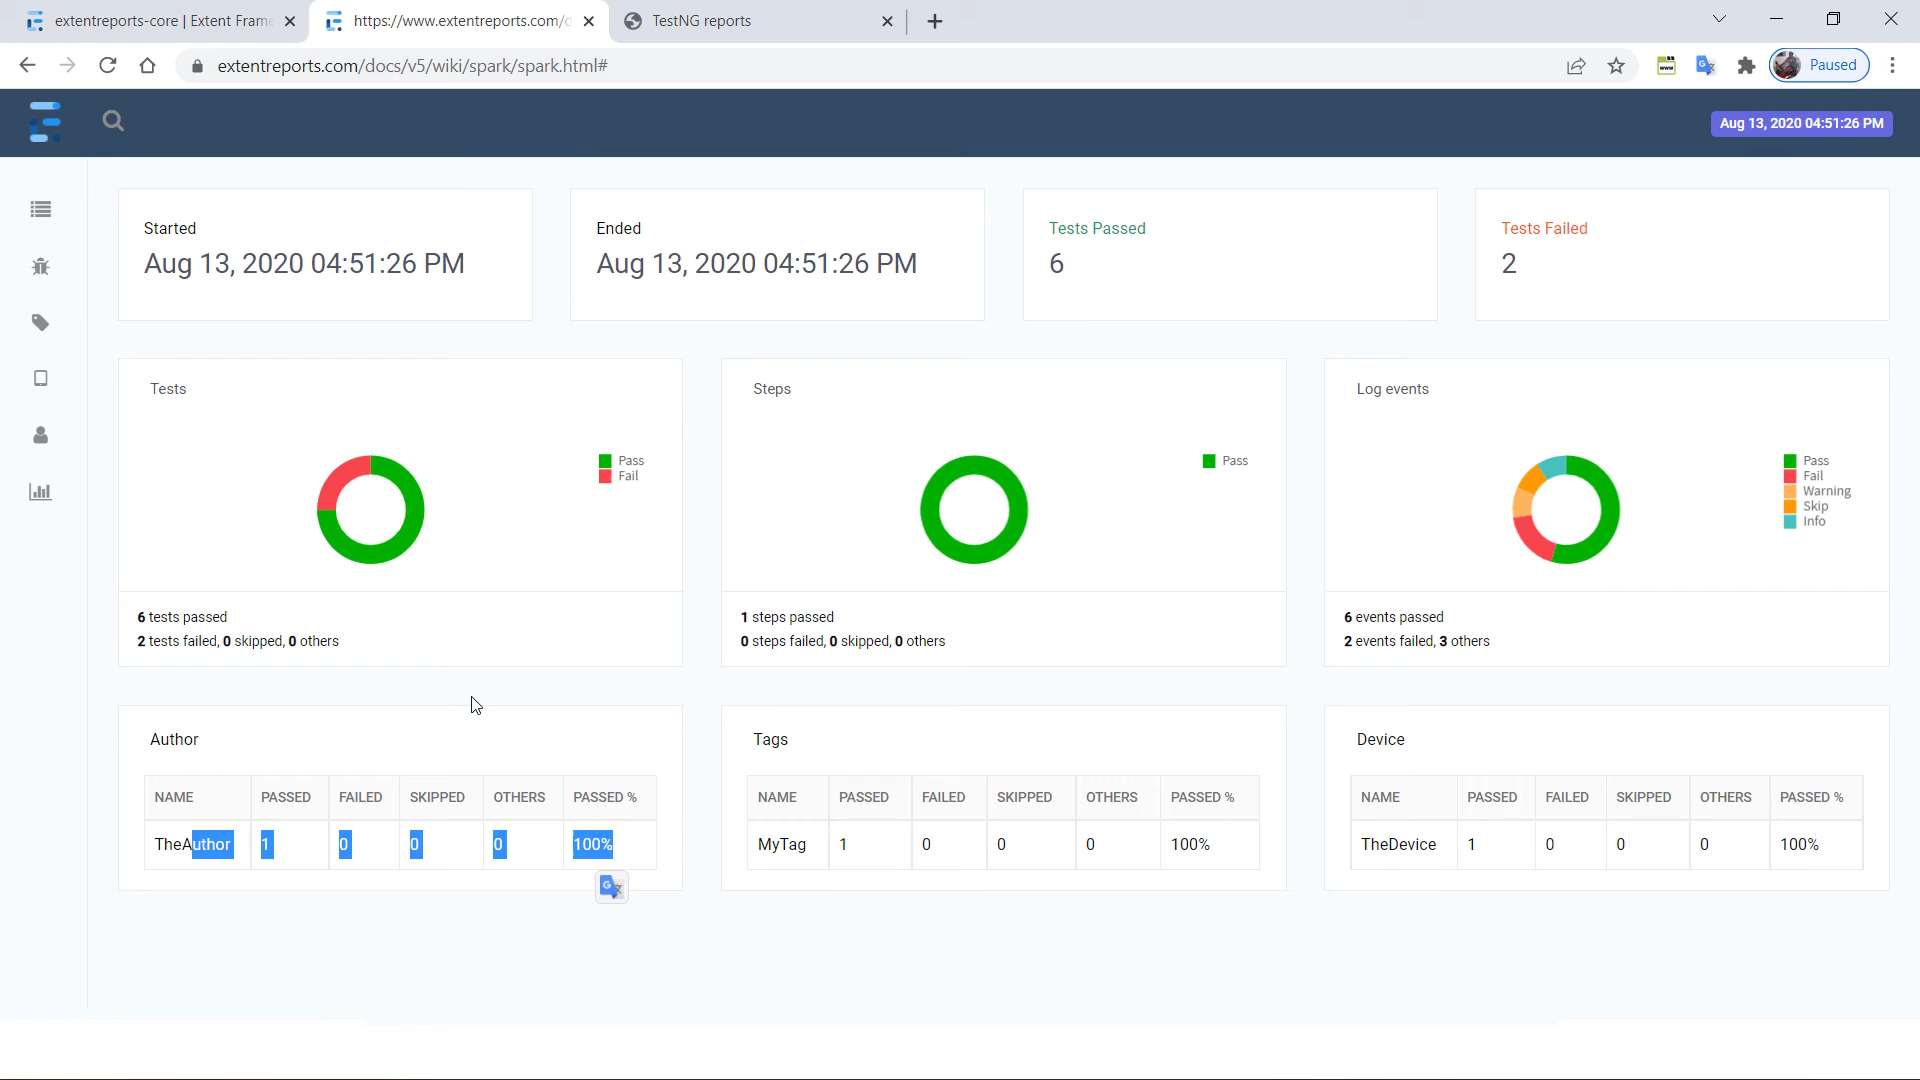 extentreports-core | Extent Frame
https://www.extentreports.com/d
TestNG reports
extentreports.com/docs/v5/wiki/spark/spark.html#
Paused
Aug 13, 2020 04:51:26 PM
Started
Aug 13, 2020 04:51:26 PM
Ended
Aug 13, 2020 04:51:26 PM
Tests Passed
6
Tests Failed
2
Tests
Pass
Fail
6 tests passed
2 tests failed, 0 skipped, 0 others
Steps
Pass
1 steps passed
0 steps failed, 0 skipped, 0 others
Log events
Pass
Fail
Warning
Skip
Info
6 events passed
2 events failed, 3 others
Author
NAME PASSED FAILED SKIPPED OTHERS PASSED %
TheAuthor 1 0 0 0 100%
Tags
NAME PASSED FAILED SKIPPED OTHERS PASSED %
MyTag 1 0 0 0 100%
Device
NAME PASSED FAILED SKIPPED OTHERS PASSED %
TheDevice 1 0 0 0 100%